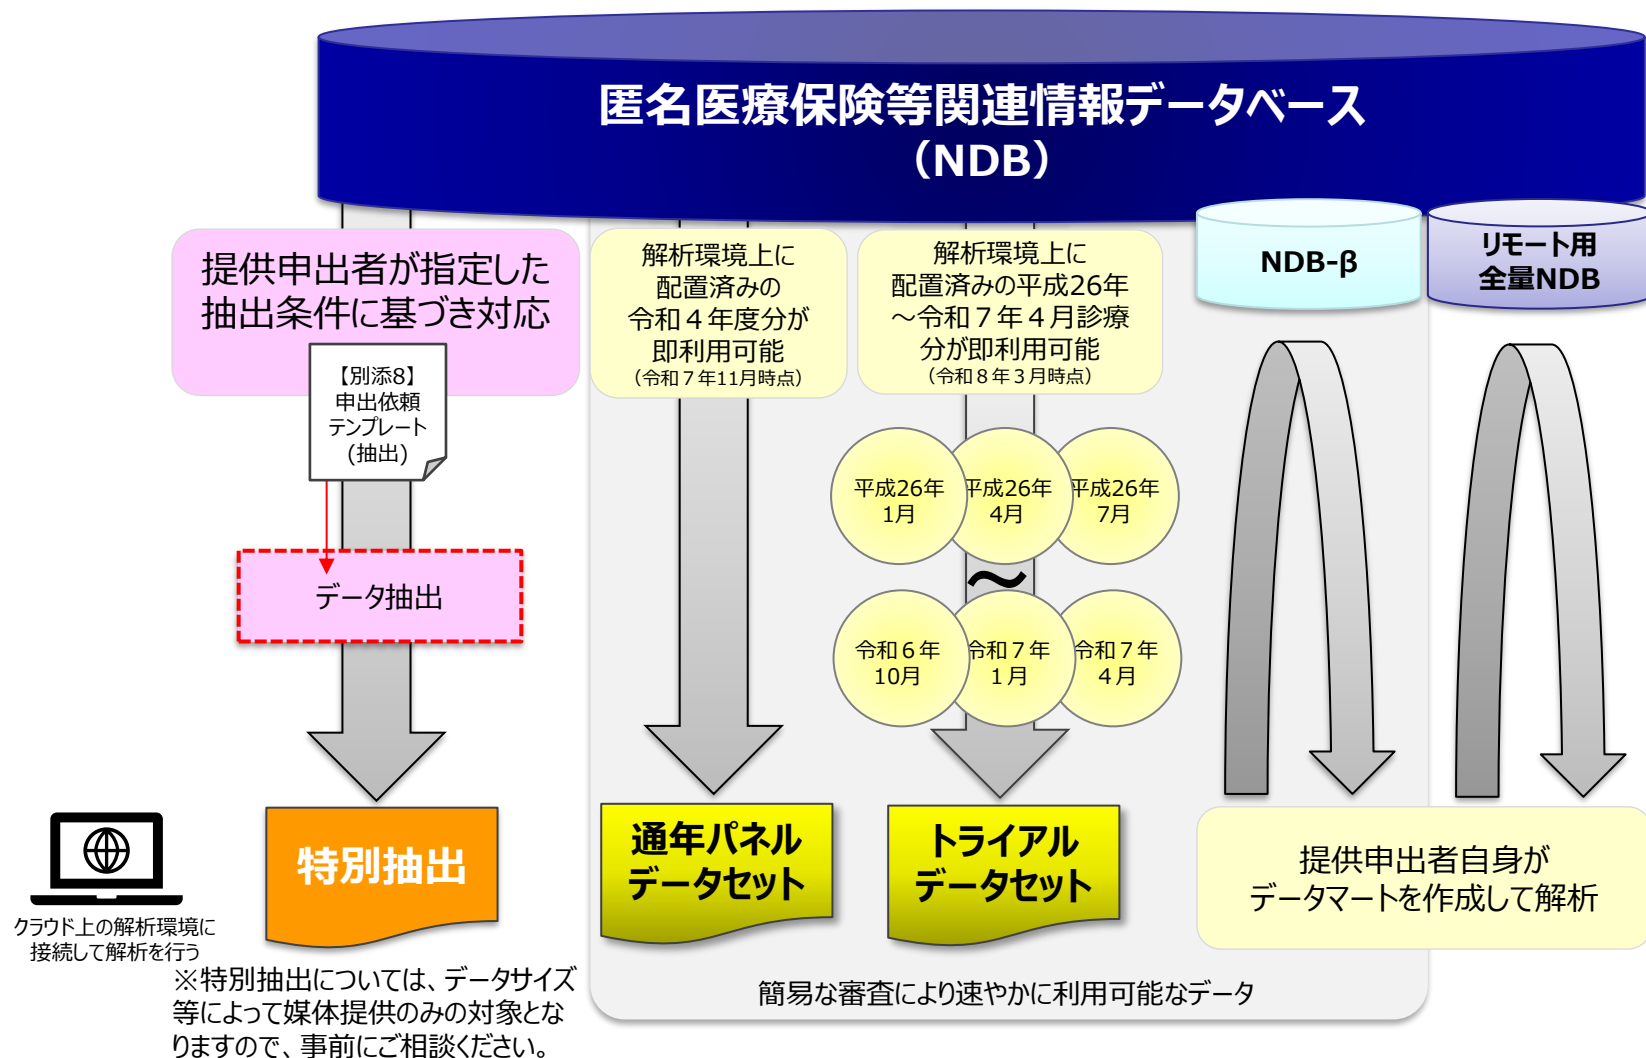 匿名医療保険等関連情報データベース
（NDB）
提供申出者が指定した
抽出条件に基づき対応
【別添8】
申出依頼
テンプレート
(抽出)
データ抽出
特別抽出
クラウド上の解析環境に
接続して解析を行う
※特別抽出については、データサイズ
等によって媒体提供のみの対象とな
りますので、事前にご相談ください。
解析環境上に
配置済みの
令和４年度分が
即利用可能
（令和７年11月時点）
通年パネル
データセット
解析環境上に
配置済みの平成26年
～令和７年４月診療
分が即利用可能
（令和８年３月時点）
平成26年
1月
平成26年
4月
平成26年
7月
～
令和６年
10月
令和７年
１月
令和７年
４月
トライアル
データセット
NDB-β
リモート用
全量NDB
提供申出者自身が
データマートを作成して解析
簡易な審査により速やかに利用可能なデータ